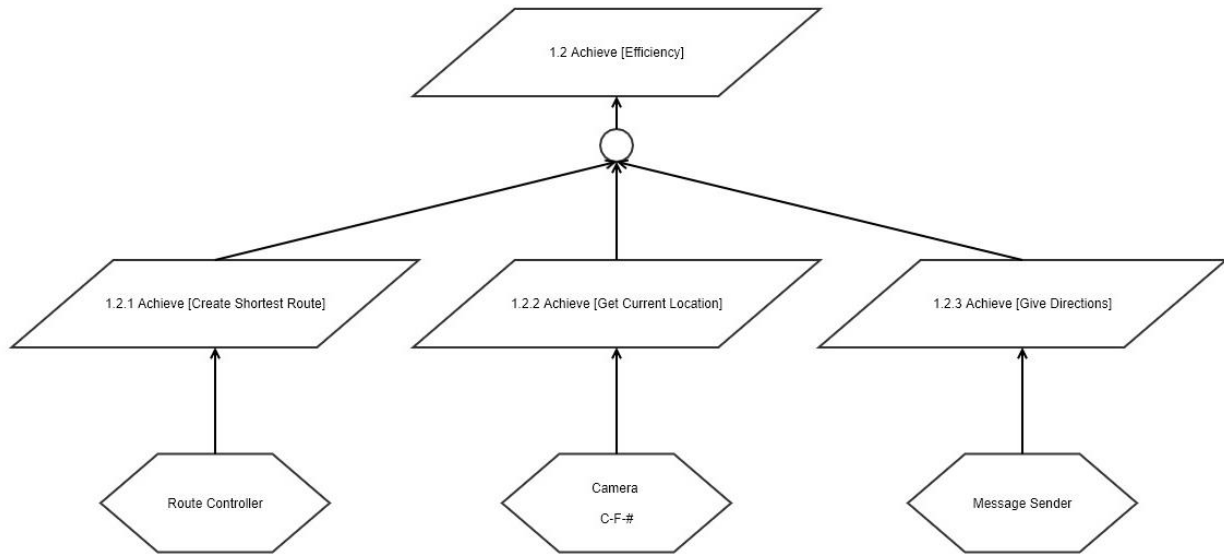 1.2 Achieve [Efficiency]
1.2.1 Achieve [Create Shortest Route]
1.2.2 Achieve [Get Current Location]
1.2.3 Achieve [Give Directions]
Route Controller
Camera
C-F-#
Message Sender